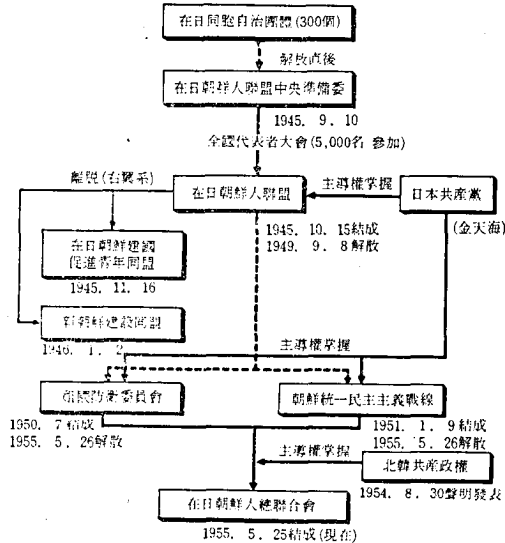 在日同胞自治團體(300個)
解放直後
在日朝鮮人聯盟中央準備委
1945. 9. 10
全國代表者大會(5,000名 參加)
離脫(右翼系)
在日朝鮮人聯盟
主導權掌握
日本共産黨
(金天海)
1945. 10. 15結成
1949. 9. 8解散
在日朝鮮建國
促進靑年同盟
1945. 11. 16
新朝鮮建設同盟
1946. 1. 2
主導權掌握
祖國防衛委員會
朝鮮統一民主主義戰線
1950. 7結成
1955. 5. 26解散
1951. 1. 9結成
1955. 5. 26解散
主導權掌握
北韓共産政權
1954. 8. 30聲明發表
在日朝鮮人總聯合會
1955. 5. 25結成(現在)